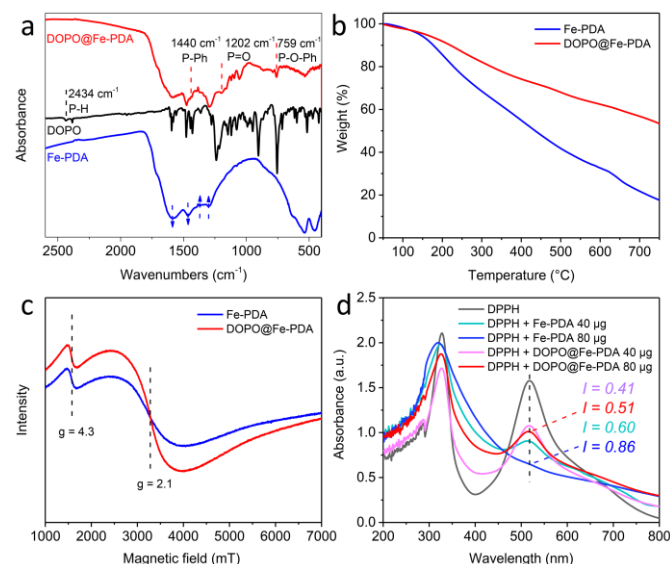 a
DOPO@Fe-PDA
1440 cm⁻¹
P-Ph
1202 cm⁻¹
P=O
759 cm⁻¹
P-O-Ph
2434 cm⁻¹
P-H
DOPO
Fe-PDA
Absorbance
2500 2000 1500 1000 500
Wavenumbers (cm⁻¹)
b
Fe-PDA
DOPO@Fe-PDA
Weight (%)
100
80
60
40
20
0
100 200 300 400 500 600 700
Temperature (°C)
c
Fe-PDA
DOPO@Fe-PDA
g = 4.3
g = 2.1
Intensity
1000 2000 3000 4000 5000 6000 7000
Magnetic field (mT)
d
DPPH
DPPH + Fe-PDA 40 μg
DPPH + Fe-PDA 80 μg
DPPH + DOPO@Fe-PDA 40 μg
DPPH + DOPO@Fe-PDA 80 μg
I = 0.41
I = 0.51
I = 0.60
I = 0.86
Absorbance (a.u.)
2.5
2.0
1.5
1.0
0.5
0.0
200 300 400 500 600 700 800
Wavelength (nm)